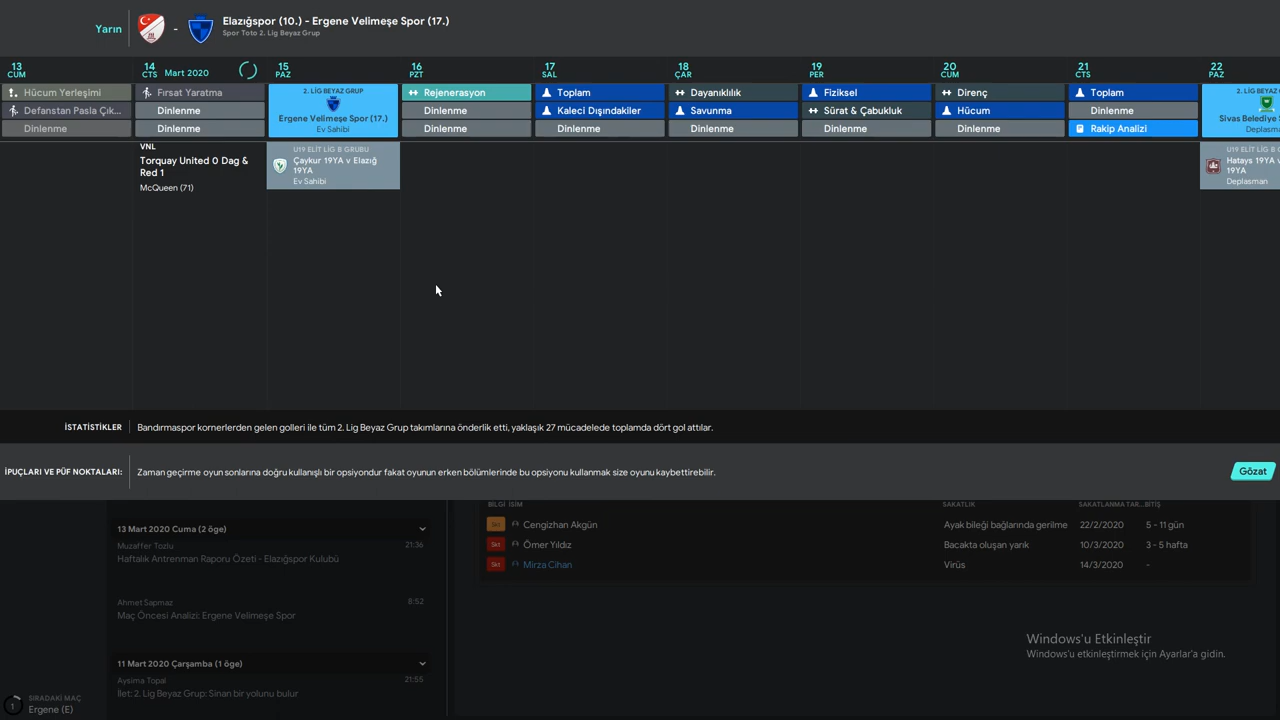 Yarın
Elazığspor (10.) - Ergene Velimeşe Spor (17.)
Spor Toto 2. Lig Beyaz Grup
13 CUM
14 CTS Mart 2020
15 PAZ
16 PZT
17 SAL
18 ÇAR
19 PER
20 CUM
21 CTS
22 PAZ
Hücum Yerleşimi
Defanstan Pasla Çık...
Dinlenme
Fırsat Yaratma
Dinlenme
Dinlenme
2. LİG BEYAZ GRUP
Ergene Velimeşe Spor (17.)
Ev Sahibi
Rejenerasyon
Dinlenme
Dinlenme
Toplam
Kaleci Dışındakiler
Dinlenme
Dayanıklılık
Savunma
Dinlenme
Fiziksel
Sürat & Çabukluk
Dinlenme
Direnç
Hücum
Dinlenme
Toplam
Dinlenme
Rakip Analizi
2. LİG BEYAZ G
Sivas Belediye S
Deplasma
VNL
Torquay United 0 Dag &
Red 1
McQueen (71)
U19 ELİT LİG B GRUBU
Çaykur 19YA v Elazığ
19YA
Ev Sahibi
U19 ELİT LİG B G
Hatays 19YA v
19YA
Deplasman
İSTATİSTİKLER
Bandırmaspor kornerlerden gelen golleri ile tüm 2. Lig Beyaz Grup takımlarına önderlik etti, yaklaşık 27 mücadelede toplamda dört gol attılar.
İPUÇLARI VE PÜF NOKTALARI:
Zaman geçirme oyun sonlarına doğru kullanışlı bir opsiyondur fakat oyunun erken bölümlerinde bu opsiyonu kullanmak size oyunu kaybettirebilir.
Gözat
13 Mart 2020 Cuma (2 öge)
Muzaffer Tozlu 21:36
Haftalık Antrenman Raporu Özeti - Elazığspor Kulübü
Ahmet Sapmaz 8:52
Maç Öncesi Analizi: Ergene Velimeşe Spor
11 Mart 2020 Çarşamba (1 öge)
Aysima Topal 21:55
İlet: 2. Lig Beyaz Grup: Sinan bir yolunu bulur
BİLGİ İSİM SAKATLIK SAKATLANMA TAR... BİTİŞ
Skt Cengizhan Akgün Ayak bileği bağlarında gerilme 22/2/2020 5 - 11 gün
Skt Ömer Yıldız Bacakta oluşan yarık 10/3/2020 3 - 5 hafta
Skt Mirza Cihan Virüs 14/3/2020 -
Windows'u Etkinleştir
Windows'u etkinleştirmek için Ayarlar'a gidin.
1
SIRADAKİ MAÇ
Ergene (E)